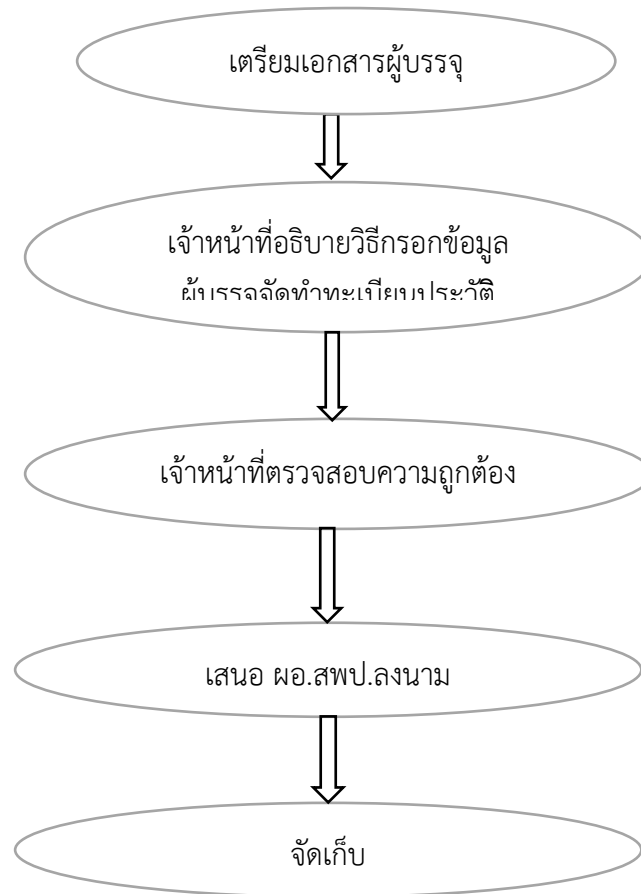 เตรียมเอกสารผู้บรรจุ
เจ้าหน้าที่อธิบายวิธีกรอกข้อมูล
ผู้บรรจุจัดทำทะเบียนประวัติ
เจ้าหน้าที่ตรวจสอบความถูกต้อง
เสนอ ผอ.สพป.ลงนาม
จัดเก็บ